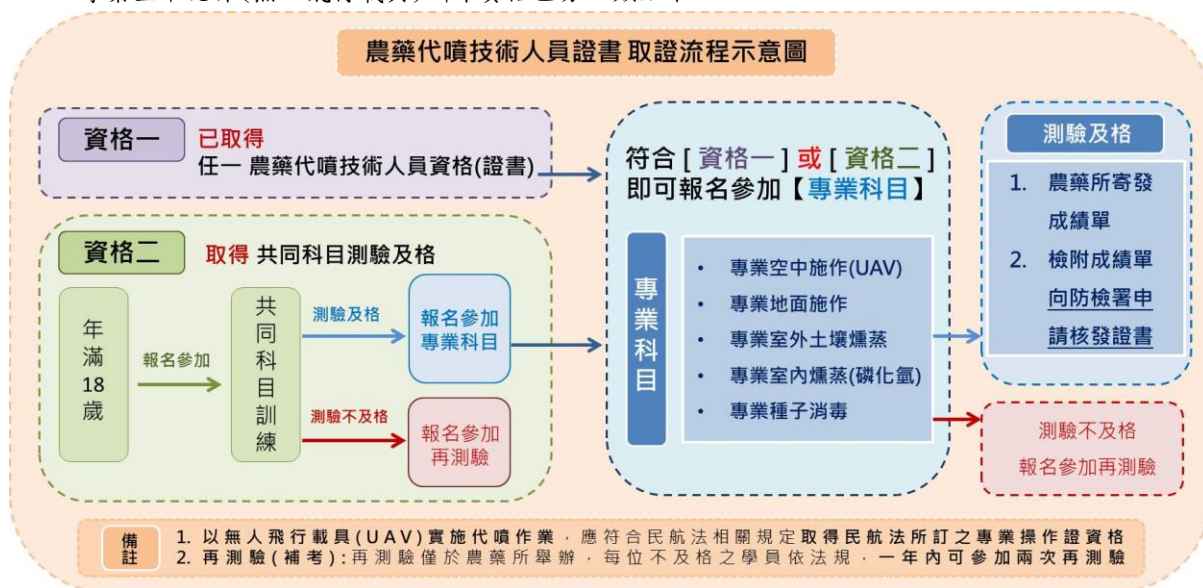 農藥代噴技術人員證書 取證流程示意圖
資格一
已取得
任一 農藥代噴技術人員資格(證書)
資格二
取得 共同科目測驗及格
年滿18歲
報名參加
共同科目訓練
測驗及格
報名參加
專業科目
測驗不及格
報名參加
再測驗
符合[資格一]或[資格二]
即可報名參加【專業科目】
專業科目
• 專業空中施作(UAV)
• 專業地面施作
• 專業室外土壤燻蒸
• 專業室內燻蒸(磷化氫)
• 專業種子消毒
測驗及格
1. 農藥所寄發
成績單
2. 檢附成績單
向防檢署申
請核發證書
測驗不及格
報名參加再測驗
備註
1. 以無人飛行載具(UAV)實施代噴作業,應符合民航法相關規定取得民航法所訂之專業操作證資格
2. 再測驗(補考):再測驗僅於農藥所舉辦,每位不及格之學員依法規,一年內可參加兩次再測驗